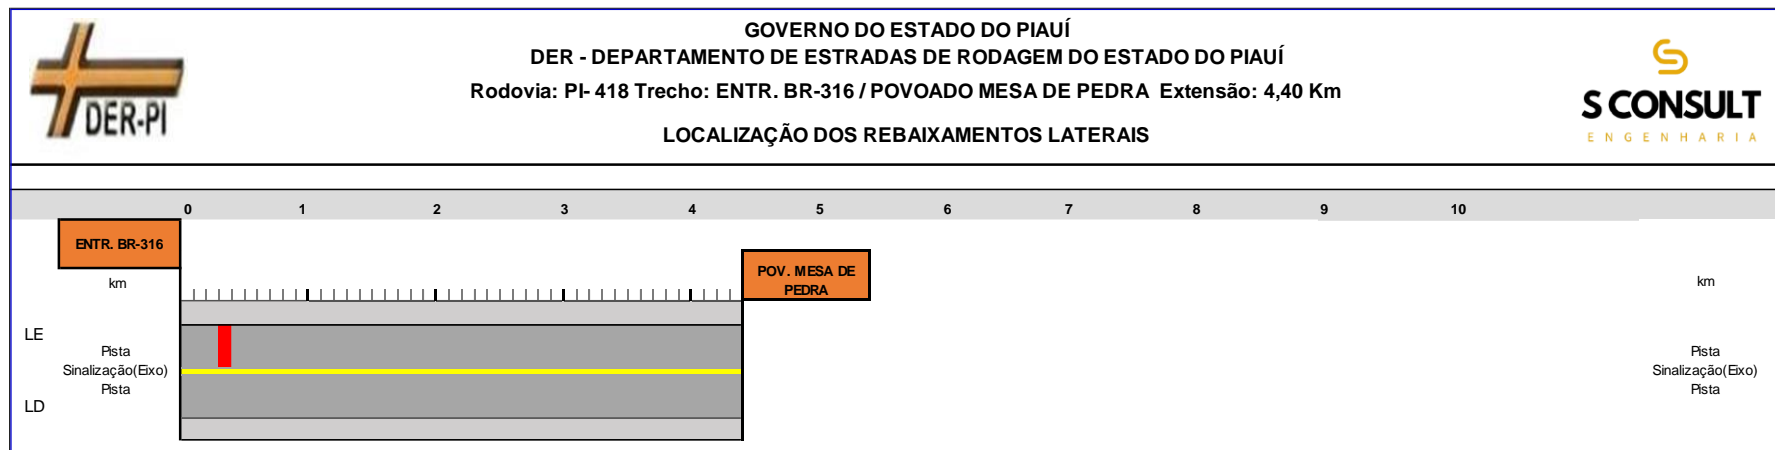 GOVERNO DO ESTADO DO PIAUÍ
DER - DEPARTAMENTO DE ESTRADAS DE RODAGEM DO ESTADO DO PIAUÍ
Rodovia: PI- 418 Trecho: ENTR. BR-316 / POVOADO MESA DE PEDRA Extensão: 4,40 Km
LOCALIZAÇÃO DOS REBAIXAMENTOS LATERAIS
DER-PI
S CONSULT
ENGENHARIA
0 1 2 3 4 5 6 7 8 9 10
ENTR. BR-316
POV. MESA DE
PEDRA
km
km
LE
Pista
Sinalização(Eixo)
Pista
LD
Pista
Sinalização(Eixo)
Pista